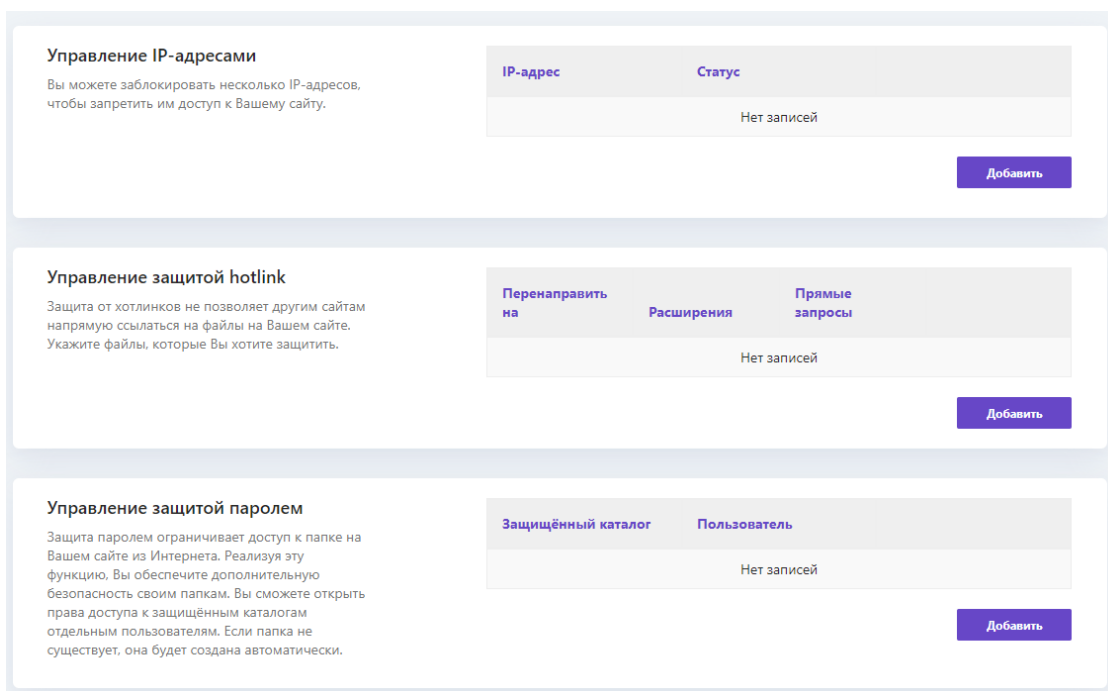 Управление IP-адресами
Вы можете заблокировать несколько IP-адресов,
чтобы запретить им доступ к Вашему сайту.
IP-адрес Статус
Нет записей
Добавить
Управление защитой hotlink
Защита от хотлинков не позволяет другим сайтам
напрямую ссылаться на файлы на Вашем сайте.
Укажите файлы, которые Вы хотите защитить.
Перенаправить на Расширения Прямые запросы
Нет записей
Добавить
Управление защитой паролем
Защита паролем ограничивает доступ к папке на
Вашем сайте из Интернета. Реализуя эту
функцию, Вы обеспечите дополнительную
безопасность своим папкам. Вы сможете открыть
права доступа к защищённым каталогам
отдельным пользователям. Если папка не
существует, она будет создана автоматически.
Защищённый каталог Пользователь
Нет записей
Добавить